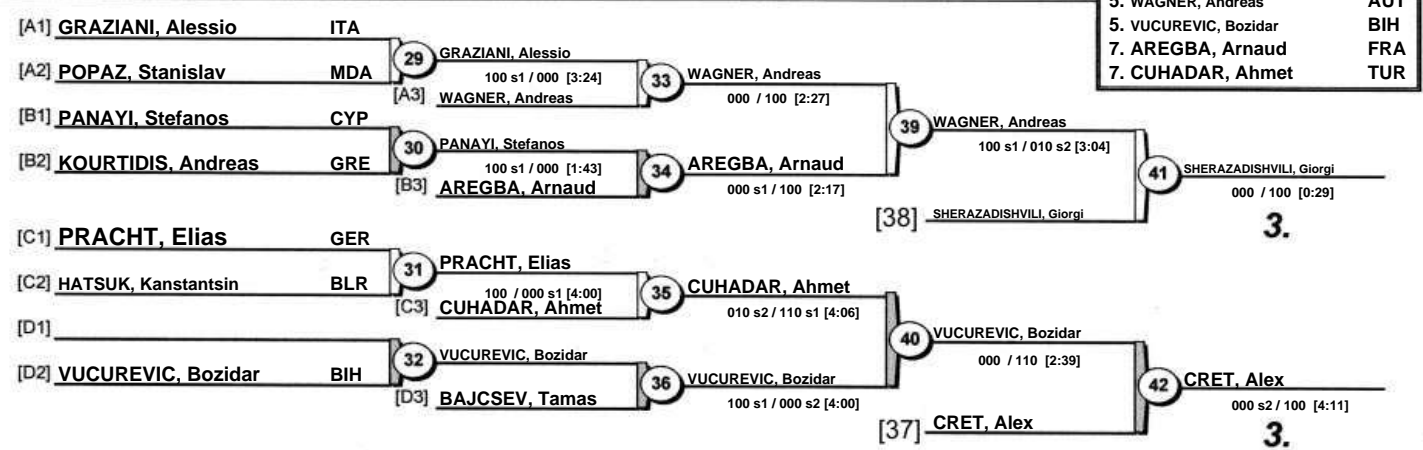 5. WAGNER, Andreas AUT
5. VUCUREVIC, Bozidar BIH
7. AREGBA, Arnaud FRA
7. CUHADAR, Ahmet TUR
[A1] GRAZIANI, Alessio ITA
29 GRAZIANI, Alessio
[A2] POPAZ, Stanislav MDA
100 s1 / 000 [3:24]
[A3] WAGNER, Andreas
33 WAGNER, Andreas
000 / 100 [2:27]
[B1] PANAYI, Stefanos CYP
30 PANAYI, Stefanos
[B2] KOURTIDIS, Andreas GRE
100 s1 / 000 [1:43]
[B3] AREGBA, Arnaud
34 AREGBA, Arnaud
000 s1 / 100 [2:17]
39 WAGNER, Andreas
100 s1 / 010 s2 [3:04]
[38] SHERAZADISHVILI, Giorgi
41 SHERAZADISHVILI, Giorgi
000 / 100 [0:29]
3.
[C1] PRACHT, Elias GER
31 PRACHT, Elias
[C2] HATSUK, Kanstantsin BLR
100 / 000 s1 [4:00]
[C3] CUHADAR, Ahmet
35 CUHADAR, Ahmet
010 s2 / 110 s1 [4:06]
[D1]
32 VUCUREVIC, Bozidar
[D2] VUCUREVIC, Bozidar BIH
[D3] BAJCSEV, Tamas
36 VUCUREVIC, Bozidar
100 s1 / 000 s2 [4:00]
40 VUCUREVIC, Bozidar
000 / 110 [2:39]
[37] CRET, Alex
42 CRET, Alex
000 s2 / 100 [4:11]
3.